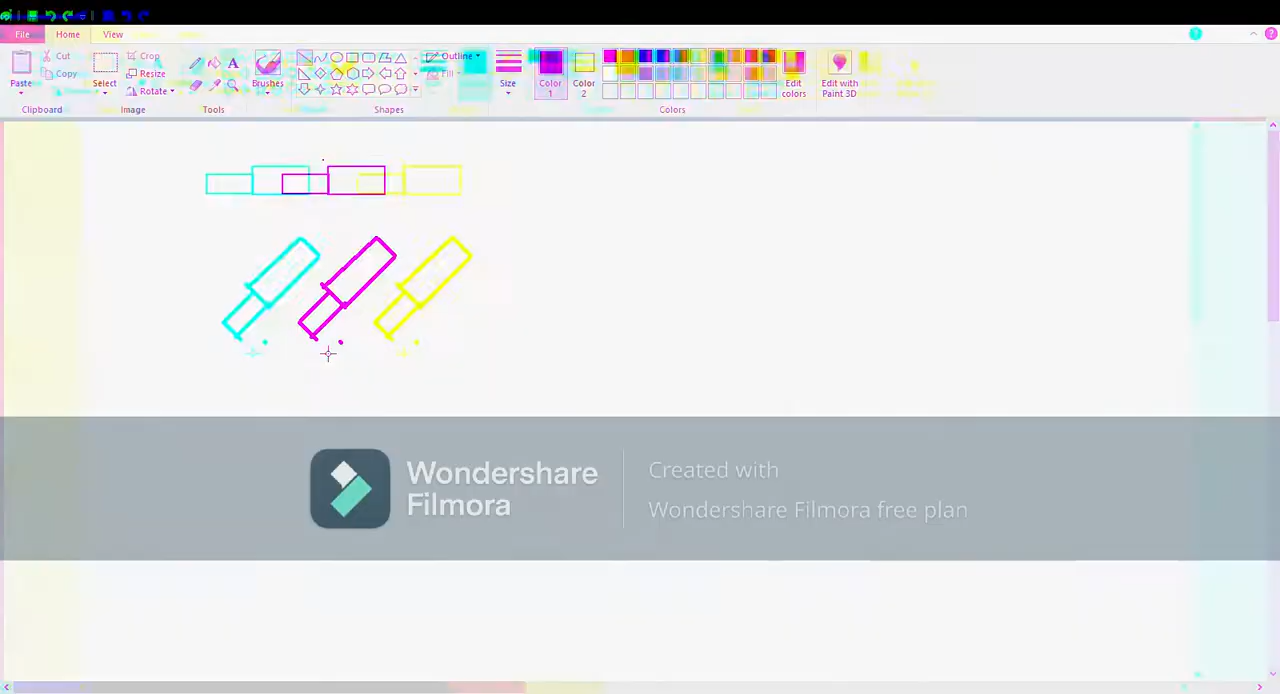 File Home View
Paste
Cut
Copy
Clipboard
Select
Crop
Resize
Rotate
Image
A
Tools
Brushes
Outline
Fill
Shapes
Size
Color 1
Color 2
Edit colors
Colors
Edit with Paint 3D
Wondershare
Filmora
Created with
Wondershare Filmora free plan